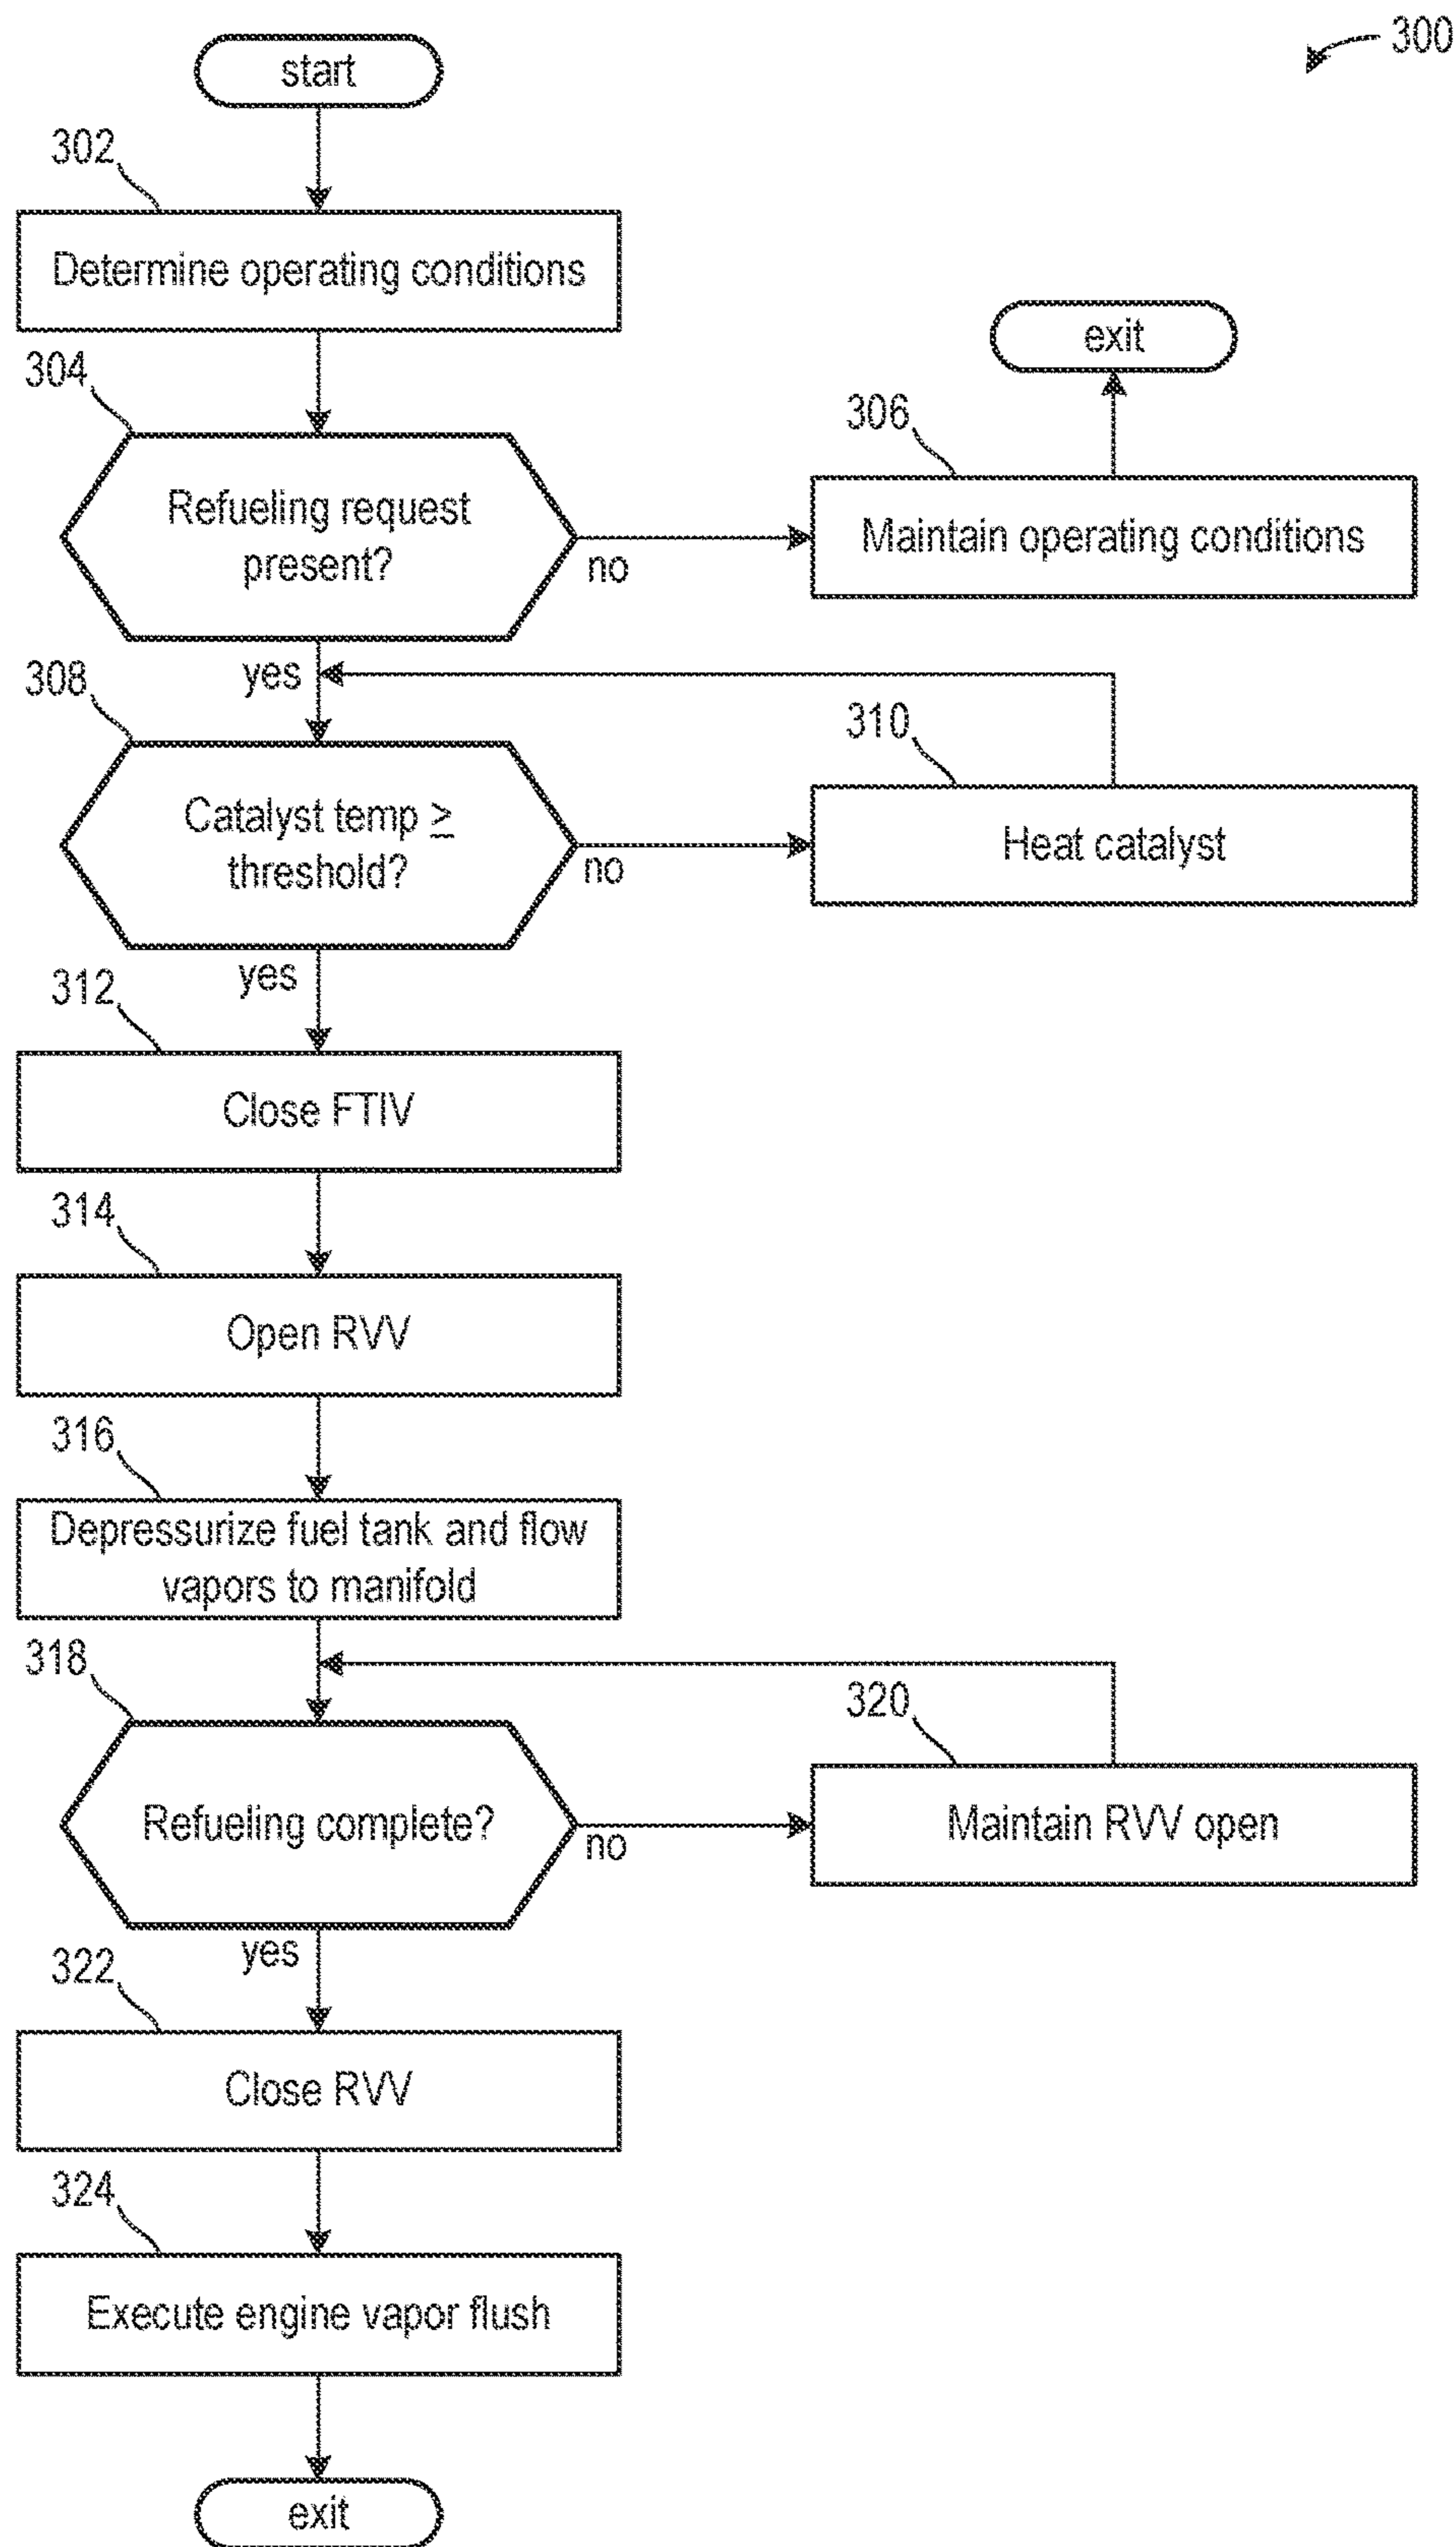 300
start
302
Determine operating conditions
exit
304
306
Refueling request
present?
no
Maintain operating conditions
yes
308
310
Catalyst temp ≥
threshold?
no
Heat catalyst
yes
312
Close FTIV
314
Open RVV
316
Depressurize fuel tank and flow
vapors to manifold
318
320
Refueling complete?
no
Maintain RVV open
yes
322
Close RVV
324
Execute engine vapor flush
exit